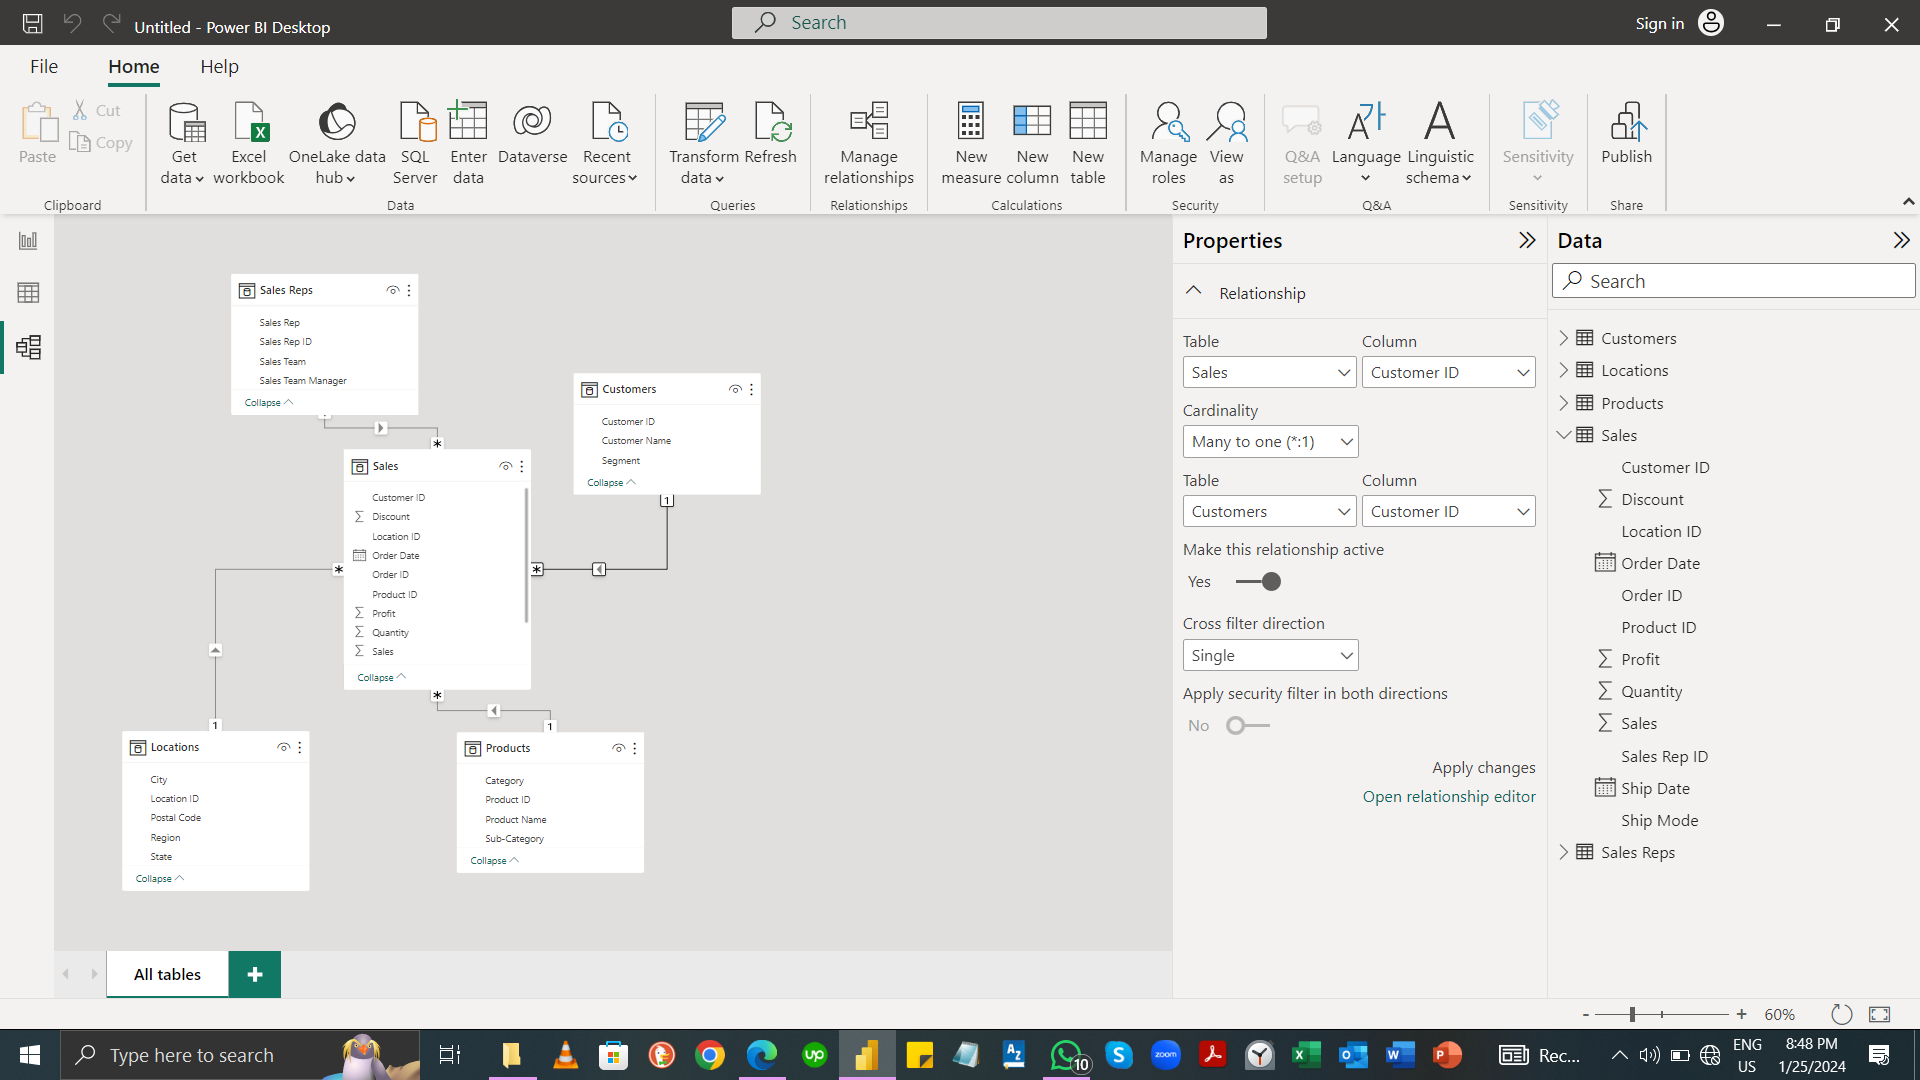 Untitled - Power BI Desktop
Search
Sign in
File
Home
Help
Paste
Cut
Copy
Clipboard
Get data
Excel workbook
OneLake data hub
SQL Server
Enter data
Dataverse
Recent sources
Data
Transform data
Refresh
Queries
Manage relationships
Relationships
New measure
New column
New table
Calculations
Manage roles
View as
Security
Q&A setup
Language
Linguistic schema
Q&A
Sensitivity
Sensitivity
Publish
Share
Sales Reps
Sales Rep
Sales Rep ID
Sales Team
Sales Team Manager
Collapse
*
Customers
Customer ID
Customer Name
Segment
Collapse
1
Sales
Customer ID
Discount
Location ID
Order Date
Order ID
Product ID
Profit
Quantity
Sales
Collapse
*
*
*
1
1
Locations
City
Location ID
Postal Code
Region
State
Collapse
Products
Category
Product ID
Product Name
Sub-Category
Collapse
All tables
+
Properties
Relationship
Table
Column
Sales
Customer ID
Cardinality
Many to one (*:1)
Table
Column
Customers
Customer ID
Make this relationship active
Yes
Cross filter direction
Single
Apply security filter in both directions
No
Apply changes
Open relationship editor
Data
Search
Customers
Locations
Products
Sales
Customer ID
Discount
Location ID
Order Date
Order ID
Product ID
Profit
Quantity
Sales
Sales Rep ID
Ship Date
Ship Mode
Sales Reps
- + 60%
Type here to search
up
A Z
10
zoom
Rec...
ENG
US
8:48 PM
1/25/2024